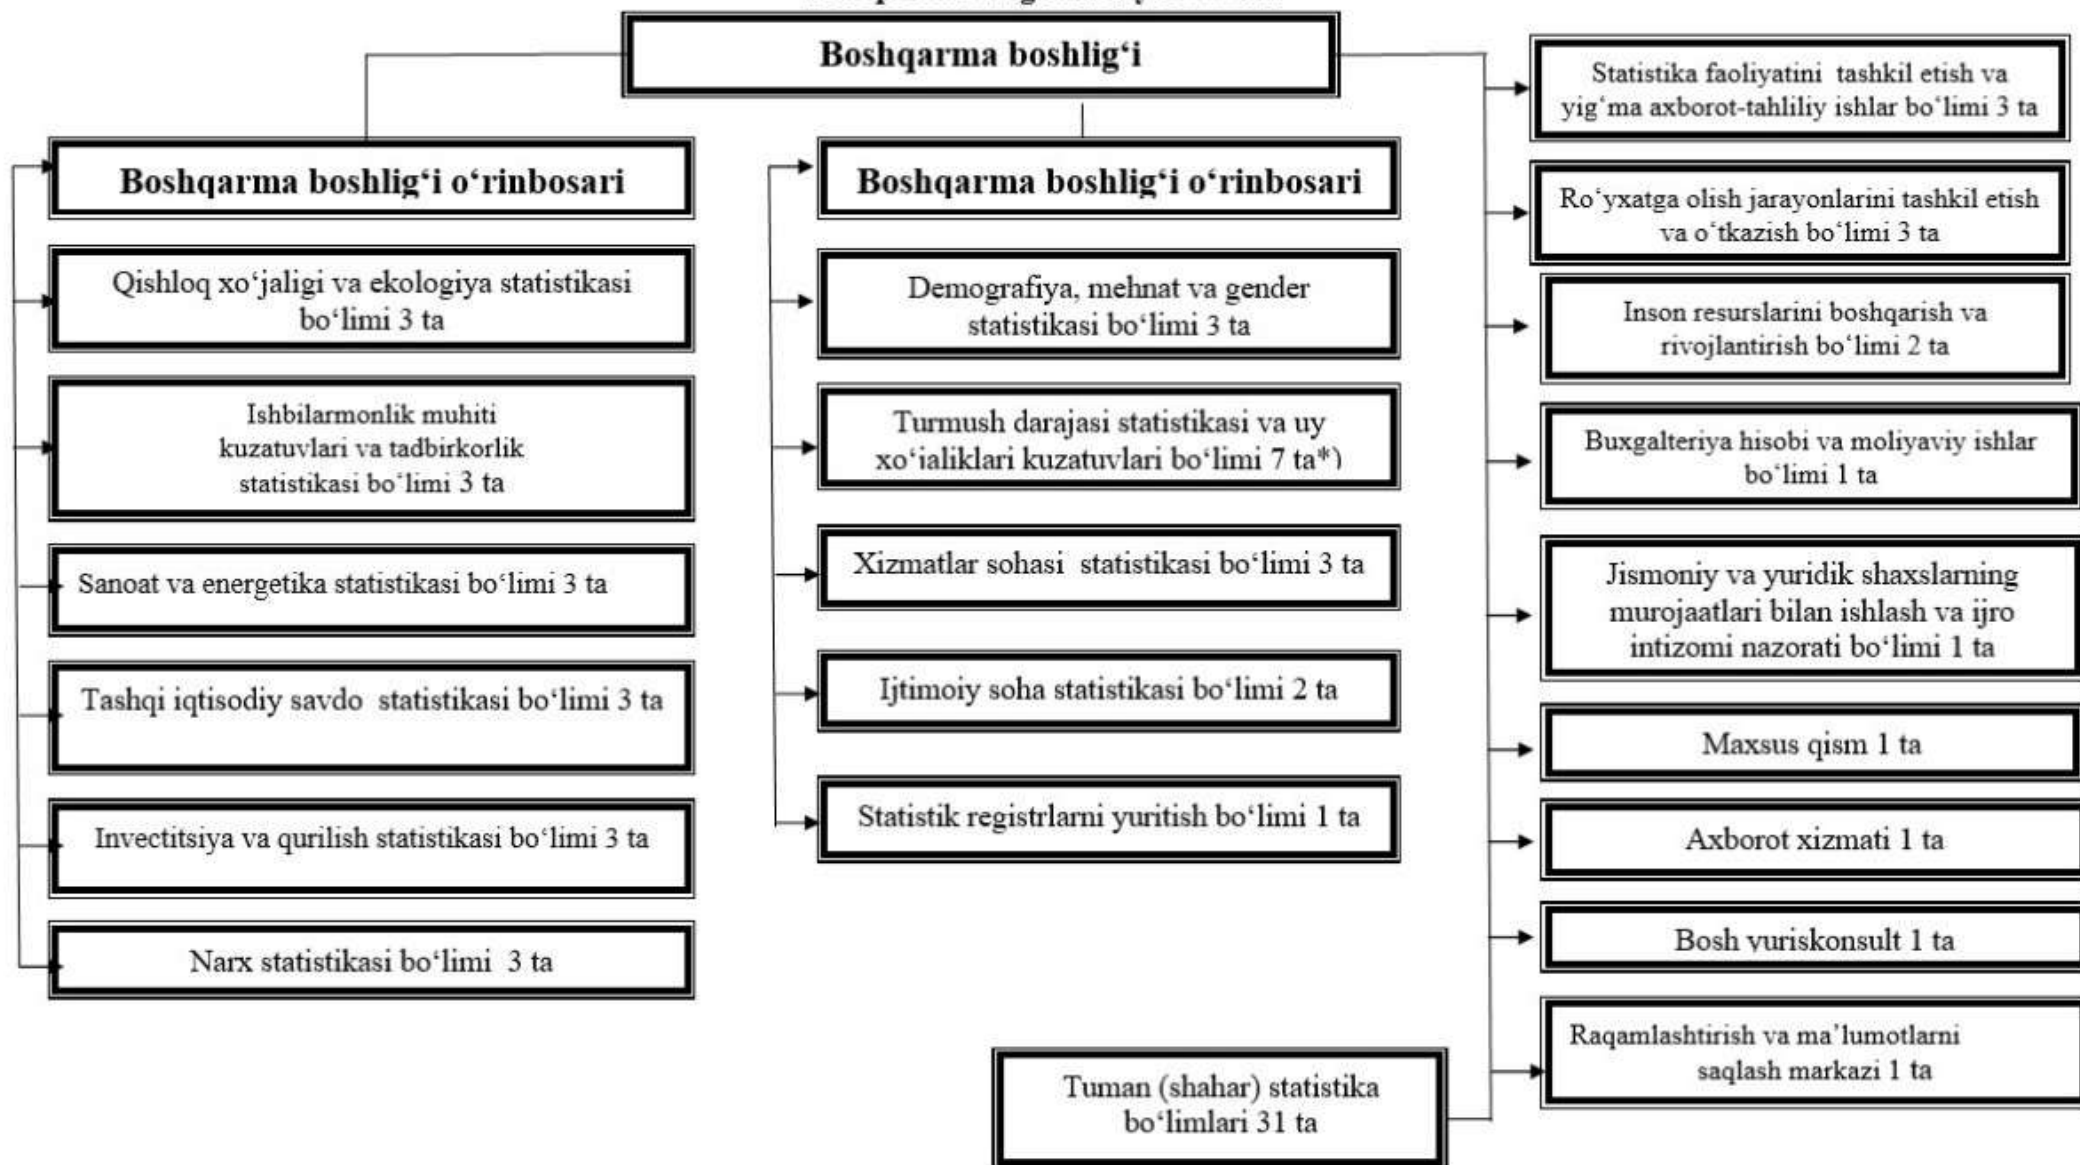 Boshqarma boshlig‘i
Boshqarma boshlig‘i o‘rinbosari
Qishloq xo‘jaligi va ekologiya statistikasi
bo‘limi 3 ta
Ishbilarmonlik muhiti
kuzatuvlari va tadbirkorlik
statistikasi bo‘limi 3 ta
Sanoat va energetika statistikasi bo‘limi 3 ta
Tashqi iqtisodiy savdo statistikasi bo‘limi 3 ta
Invectitsiya va qurilish statistikasi bo‘limi 3 ta
Narx statistikasi bo‘limi 3 ta
Boshqarma boshlig‘i o‘rinbosari
Demografiya, mehnat va gender
statistikasi bo‘limi 3 ta
Turmush darajasi statistikasi va uy
xo‘jaliklari kuzatuvlari bo‘limi 7 ta*)
Xizmatlar sohasi statistikasi bo‘limi 3 ta
Ijtimoiy soha statistikasi bo‘limi 2 ta
Statistik registrlarni yuritish bo‘limi 1 ta
Statistika faoliyatini tashkil etish va
yig‘ma axborot-tahliliy ishlar bo‘limi 3 ta
Ro‘yxatga olish jarayonlarini tashkil etish
va o‘tkazish bo‘limi 3 ta
Inson resurslarini boshqarish va
rivojlantirish bo‘limi 2 ta
Buxgalteriya hisobi va moliyaviy ishlar
bo‘limi 1 ta
Jismoniy va yuridik shaxslarning
murojaatlari bilan ishlash va ijro
intizomi nazorati bo‘limi 1 ta
Maxsus qism 1 ta
Axborot xizmati 1 ta
Bosh yuriskonsult 1 ta
Raqamlashtirish va ma’lumotlarni
saqlash markazi 1 ta
Tuman (shahar) statistika
bo‘limlari 31 ta